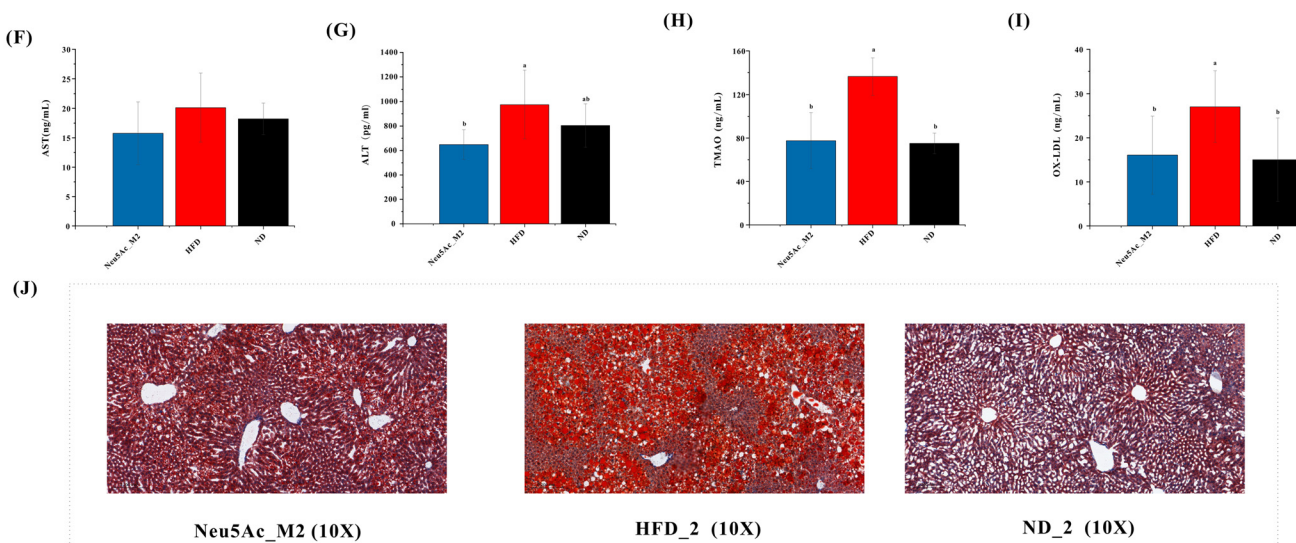 (F)
30
25
20
15
10
5
0
AST(ng/mL)
Neu5Ac_M2
HFD
ND
(G)
1400
1200
1000
800
600
400
200
0
ALT (pg/ml)
b
a
ab
Neu5Ac_M2
HFD
ND
(H)
160
120
80
40
0
TMAO (ng/mL)
b
a
b
Neu5Ac_M2
HFD
ND
(I)
40
30
20
10
0
OX-LDL (ng/mL)
b
a
b
Neu5Ac_M2
HFD
ND
(J)
Neu5Ac_M2 (10X)
HFD_2 (10X)
ND_2 (10X)